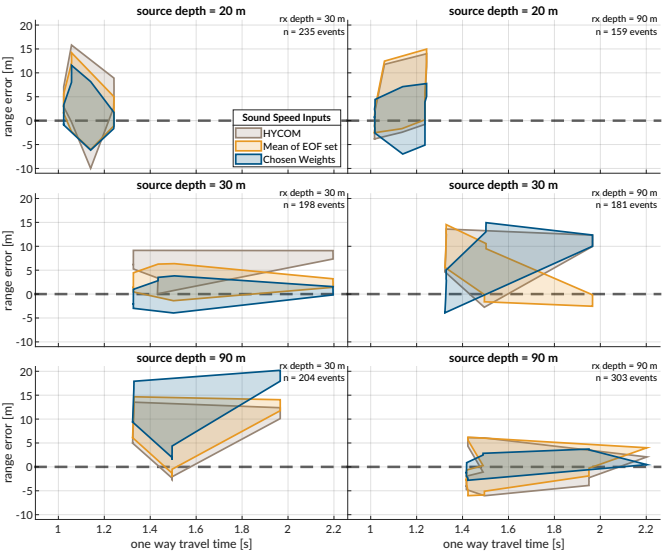 source depth = 20 m
rx depth = 30 m
n = 235 events
source depth = 20 m
rx depth = 90 m
n = 159 events
range error [m]
20
15
10
5
0
-5
-10
Sound Speed Inputs
HYCOM
Mean of EOF set
Chosen Weights
source depth = 30 m
rx depth = 30 m
n = 198 events
source depth = 30 m
rx depth = 90 m
n = 181 events
range error [m]
20
15
10
5
0
-5
-10
source depth = 90 m
rx depth = 30 m
n = 204 events
source depth = 90 m
rx depth = 90 m
n = 303 events
range error [m]
20
15
10
5
0
-5
-10
1 1.2 1.4 1.6 1.8 2 2.2
1 1.2 1.4 1.6 1.8 2 2.2
one way travel time [s]
one way travel time [s]